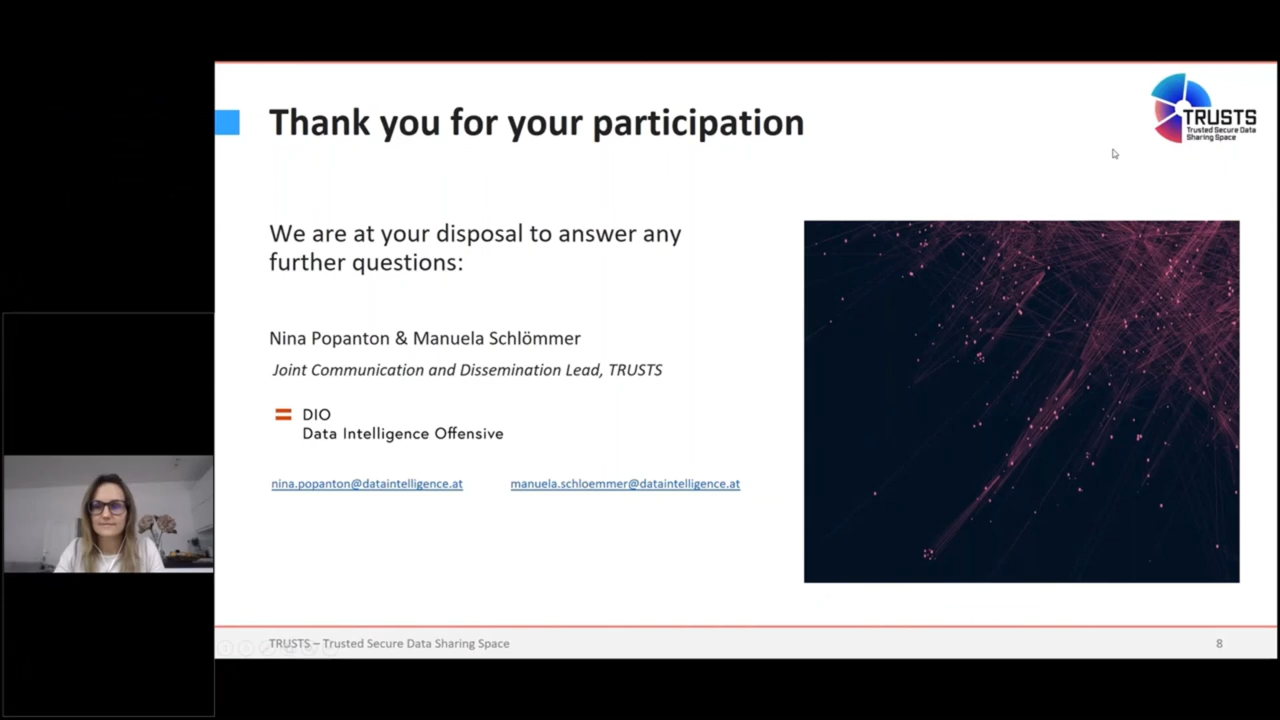 Thank you for your participation
TRUSTS
Trusted Secure Data
Sharing Space
We are at your disposal to answer any
further questions:
Nina Popanton & Manuela Schlömmer
Joint Communication and Dissemination Lead, TRUSTS
DIO
Data Intelligence Offensive
nina.popanton@dataintelligence.at
manuela.schloemmer@dataintelligence.at
TRUSTS – Trusted Secure Data Sharing Space
8